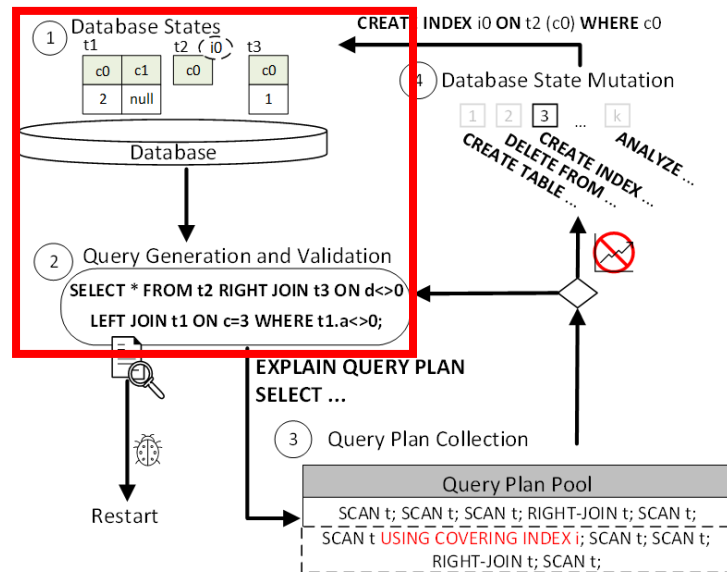 1 Database States
t1 t2 i0 t3
c0 c1 c0 c0
2 null 1
Database
CREATE INDEX i0 ON t2 (c0) WHERE c0
4 Database State Mutation
1 2 3 ... k
CREATE TABLE ...
DELETE FROM ...
CREATE INDEX ...
ANALYZE ...
2 Query Generation and Validation
SELECT * FROM t2 RIGHT JOIN t3 ON d<>0
LEFT JOIN t1 ON c=3 WHERE t1.a<>0;
EXPLAIN QUERY PLAN
SELECT ...
Restart
3 Query Plan Collection
Query Plan Pool
SCAN t; SCAN t; SCAN t; RIGHT-JOIN t; SCAN t;
SCAN t USING COVERING INDEX i; SCAN t; SCAN t;
RIGHT-JOIN t; SCAN t;